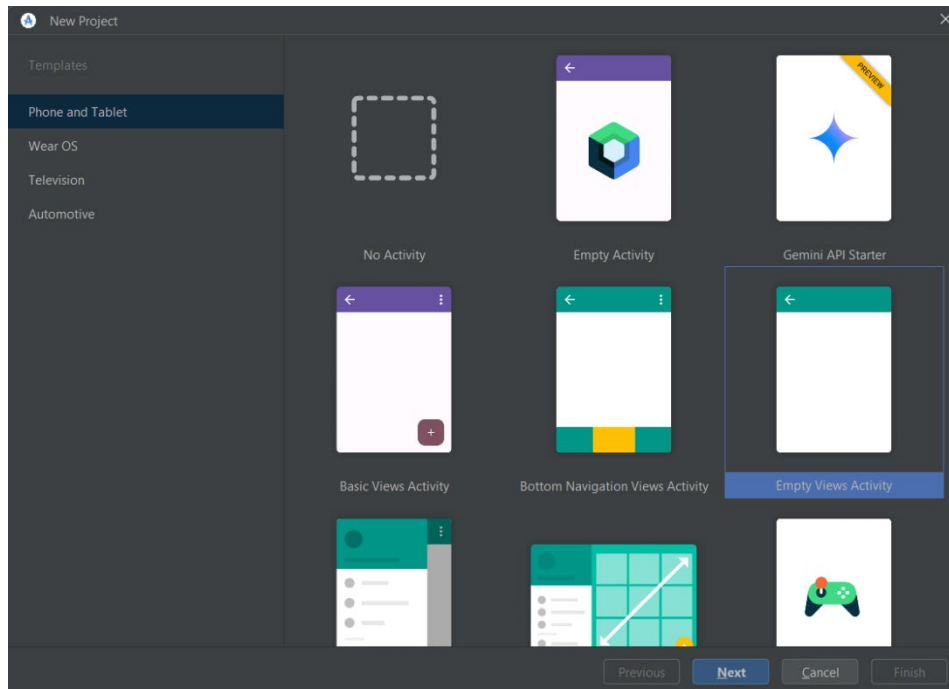 New Project
Templates
Phone and Tablet
Wear OS
Television
Automotive
No Activity
Empty Activity
PREVIEW
Gemini API Starter
Basic Views Activity
Bottom Navigation Views Activity
Empty Views Activity
Previous
Next
Cancel
Finish